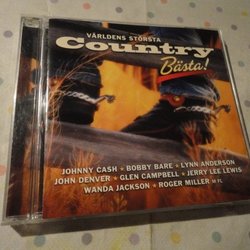 VÄRLDENS STÖRSTA
Country
Bästa!
JOHNNY CASH ★ BOBBY BARE ★ LYNN ANDERSON
JOHN DENVER ★ GLEN CAMPBELL ★ JERRY LEE LEWIS
WANDA JACKSON ★ ROGER MILLER M FL